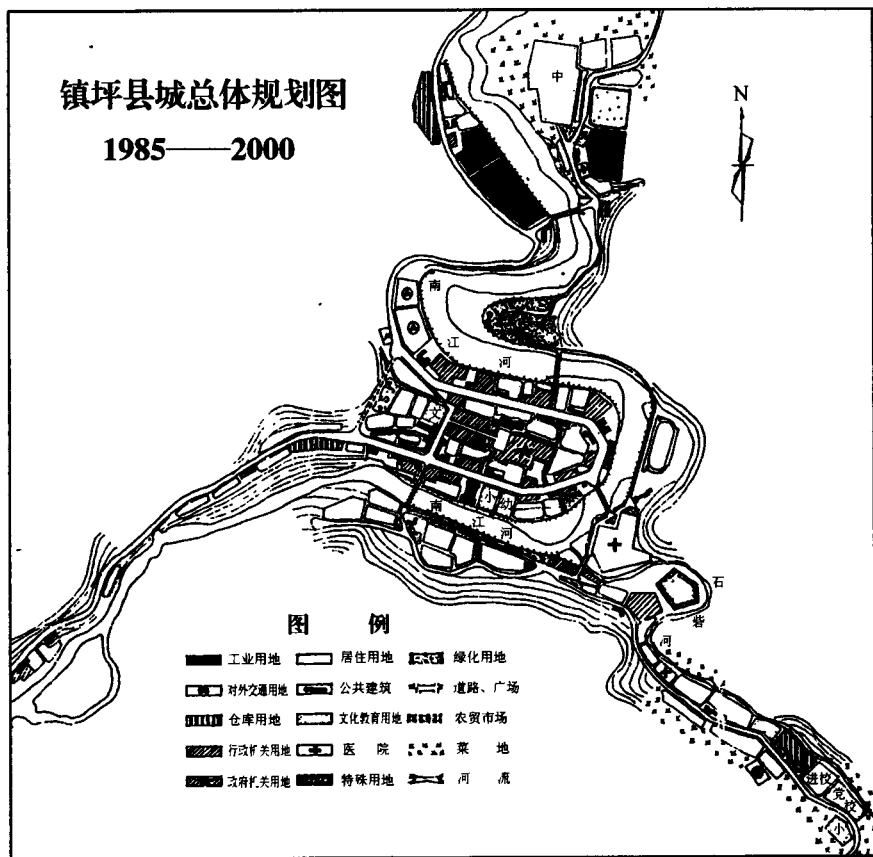 镇坪县城总体规划图
1985——2000
中
N
南
江
河
文
小 幼
南
江
河
石
砦
河
图 例
工业用地 居住用地 绿化用地
对外交通用地 公共建筑 道路、广场
仓库用地 文化教育用地 农贸市场
行政机关用地 医 院 菜 地
政府机关用地 特殊用地 河 流
进校
党校
小